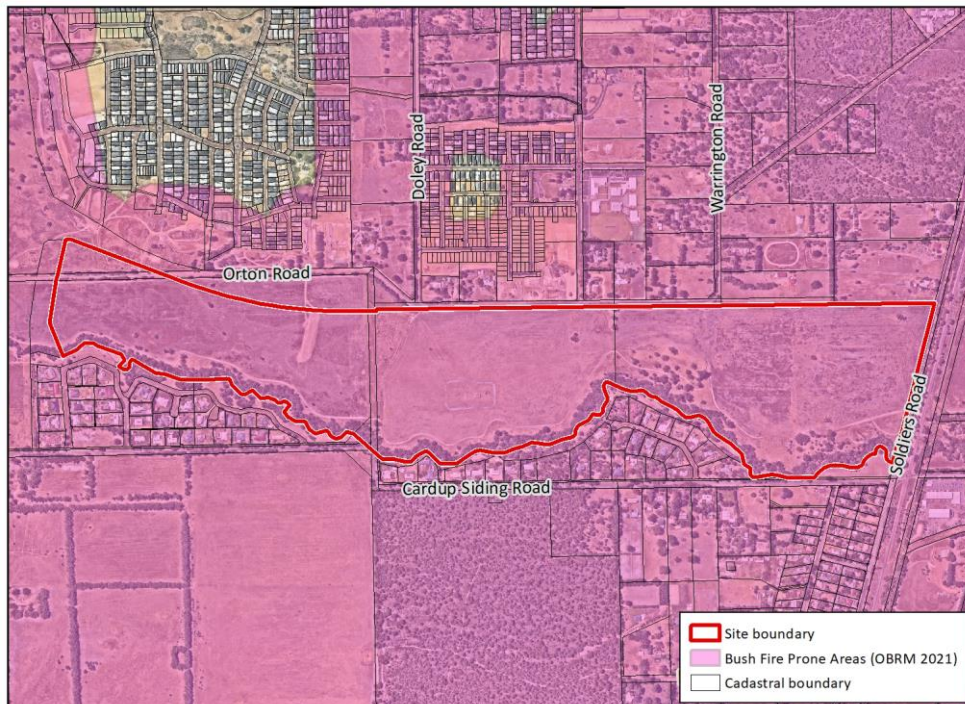 Doley Road
Warrington Road
Orton Road
Soldiers Road
Cardup Siding Road
Site boundary
Bush Fire Prone Areas (OBRM 2021)
Cadastral boundary